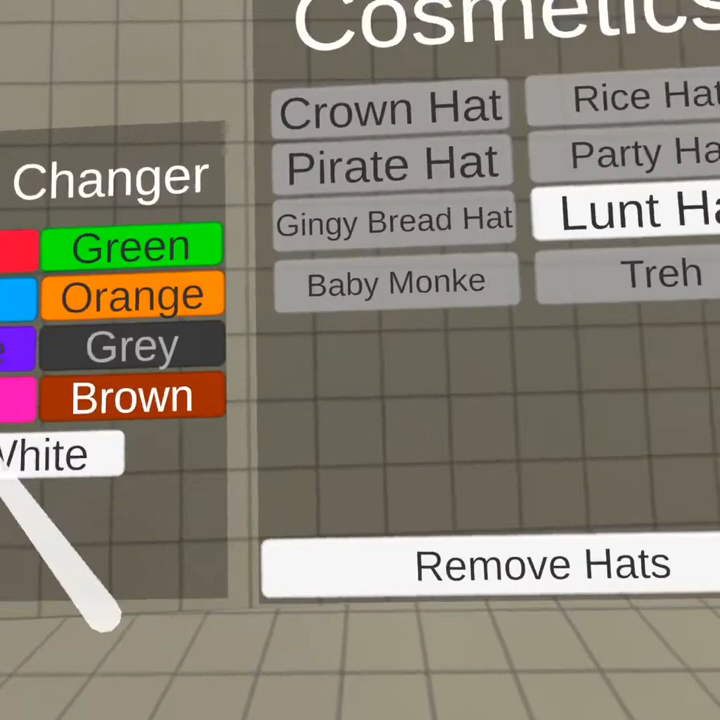 Cosmetics
Crown Hat
Rice Hat
Pirate Hat
Party Ha
Gingy Bread Hat
Lunt Ha
Baby Monke
Treh
Remove Hats
Changer
Green
Orange
Grey
Brown
White